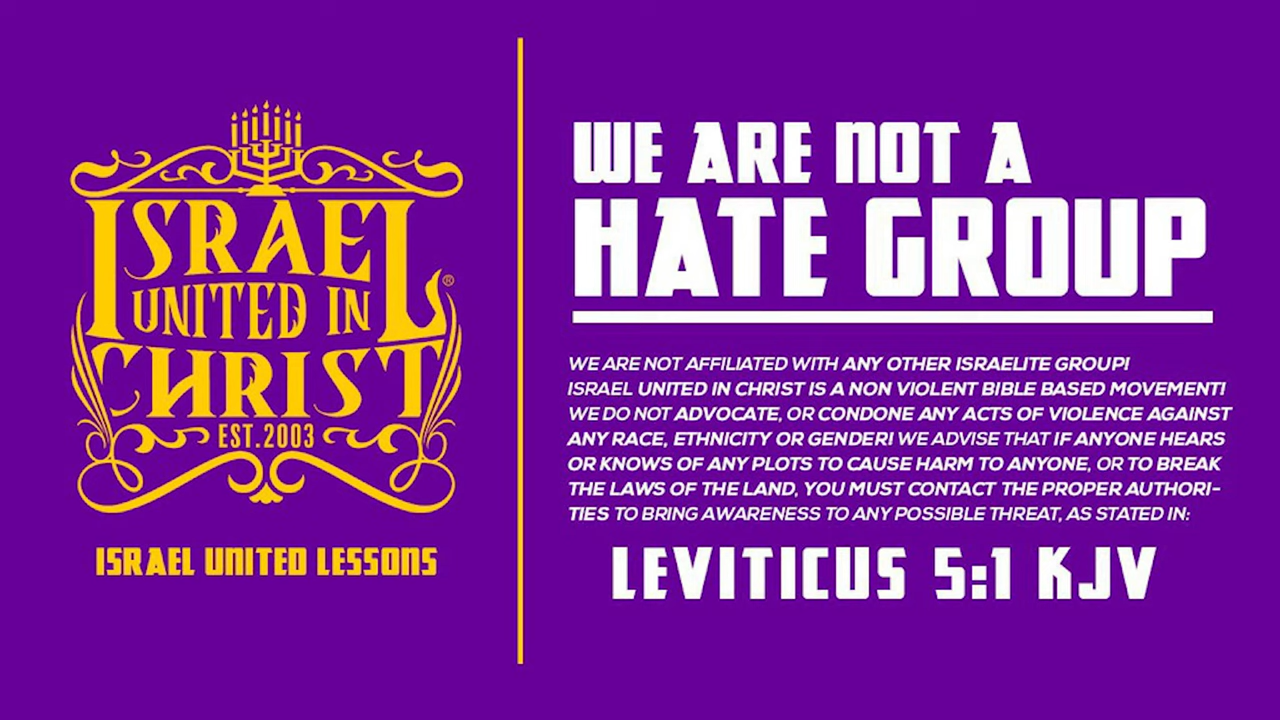 ISRAEL
UNITED IN
CHRIST
®
EST.2003
ISRAEL UNITED LESSONS
WE ARE NOT A
HATE GROUP
WE ARE NOT AFFILIATED WITH ANY OTHER ISRAELITE GROUP!
ISRAEL UNITED IN CHRIST IS A NON VIOLENT BIBLE BASED MOVEMENT!
WE DO NOT ADVOCATE, OR CONDONE ANY ACTS OF VIOLENCE AGAINST
ANY RACE, ETHNICITY OR GENDER! WE ADVISE THAT IF ANYONE HEARS
OR KNOWS OF ANY PLOTS TO CAUSE HARM TO ANYONE, OR TO BREAK
THE LAWS OF THE LAND, YOU MUST CONTACT THE PROPER AUTHORI-
TIES TO BRING AWARENESS TO ANY POSSIBLE THREAT, AS STATED IN:
LEVITICUS 5:1 KJV